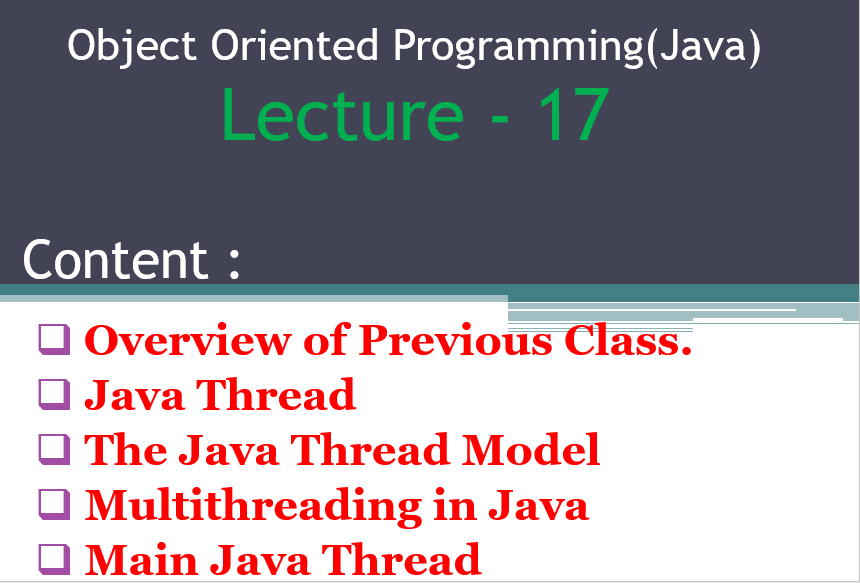 Object Oriented Programming(Java)
Lecture - 17
Content :
Overview of Previous Class.
Java Thread
The Java Thread Model
Multithreading in Java
Main Java Thread